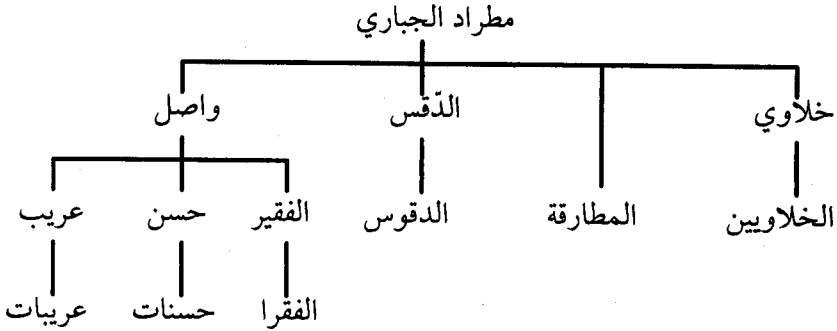 مطراد الجباري
خلاوي الدّقس واصل
الخلاويين المطارقة الدقوس الفقير حسن عريب
الفقرا حسنات عريبات